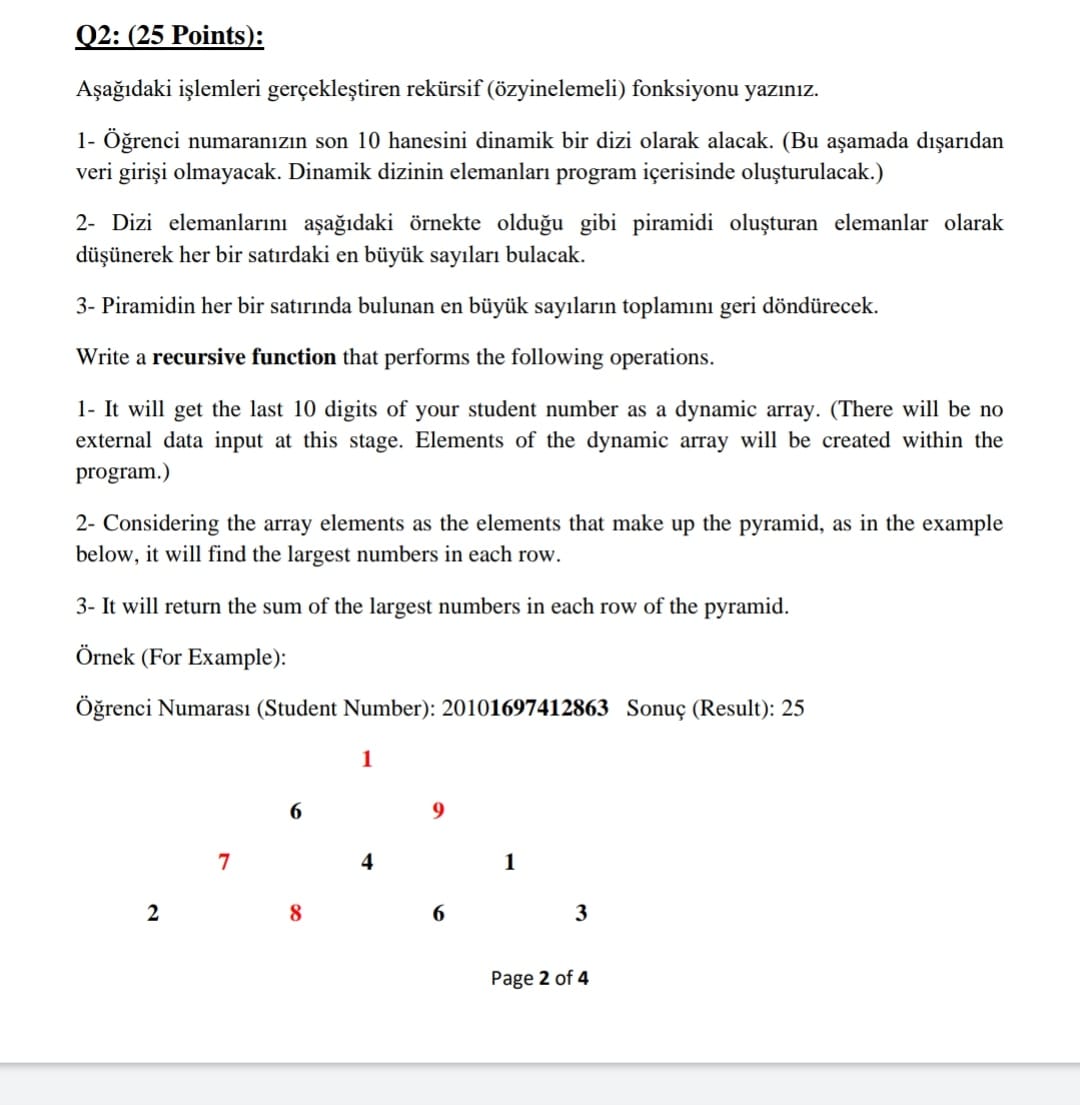 Q2: (25 Points):
Aşağıdaki işlemleri gerçekleştiren rekürsif (özyinelemeli) fonksiyonu yazınız.
1- Öğrenci numaranızın son 10 hanesini dinamik bir dizi olarak alacak. (Bu aşamada dışarıdan
veri girişi olmayacak. Dinamik dizinin elemanları program içerisinde oluşturulacak.)
2- Dizi elemanlarını aşağıdaki örnekte olduğu gibi piramidi oluşturan elemanlar olarak
düşünerek her bir satırdaki en büyük sayıları bulacak.
3- Piramidin her bir satırında bulunan en büyük sayıların toplamını geri döndürecek.
Write a recursive function that performs the following operations.
1- It will get the last 10 digits of your student number as a dynamic array. (There will be no
external data input at this stage. Elements of the dynamic array will be created within the
program.)
2- Considering the array elements as the elements that make up the pyramid, as in the example
below, it will find the largest numbers in each row.
3- It will return the sum of the largest numbers in each row of the pyramid.
Örnek (For Example):
Öğrenci Numarası (Student Number): 20101697412863 Sonuç (Result): 25
1
6 9
7 4 1
2 8 6 3
Page 2 of 4